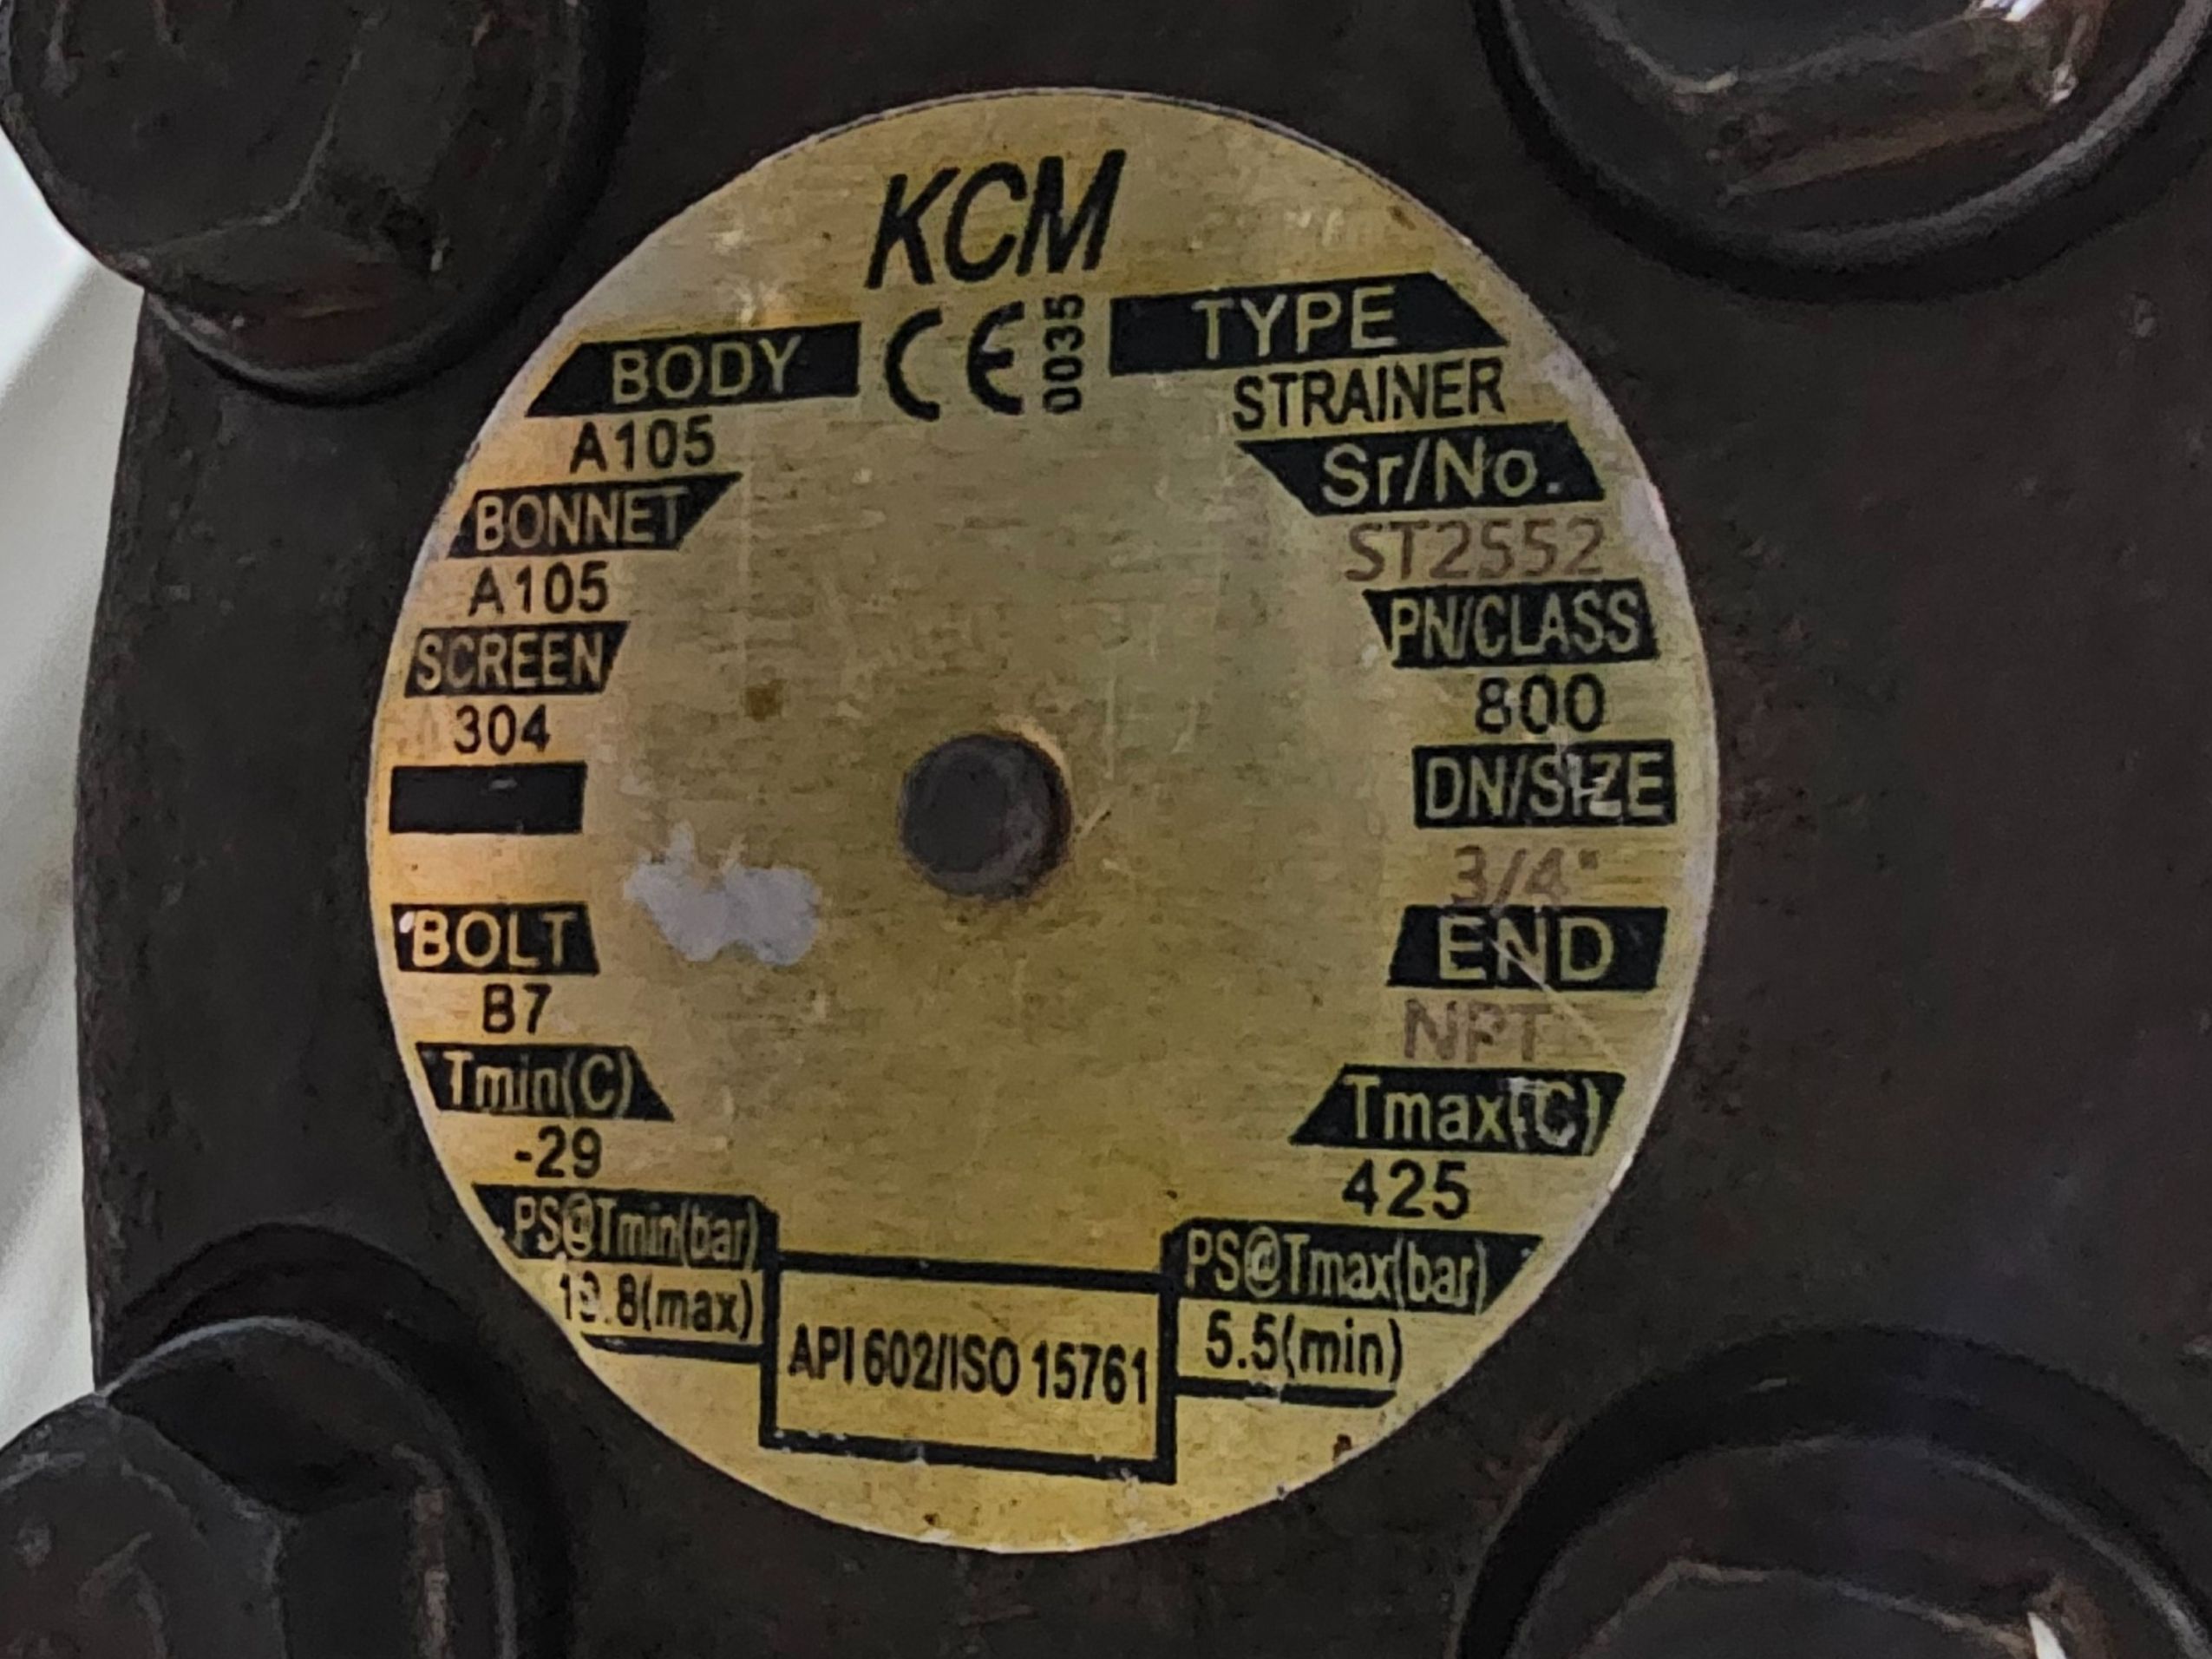 KCM
CE 0035
BODY
A105
BONNET
A105
SCREEN
304
BOLT
B7
Tmin(C)
-29
PS@Tmin(bar)
TYPE
STRAINER
Sr/No.
ST2552
PN/CLASS
800
DN/SIZE
3/4"
END
NPT
Tmax(C)
425
PS@Tmax(bar)
5.5(min)
API 602/ISO 15761